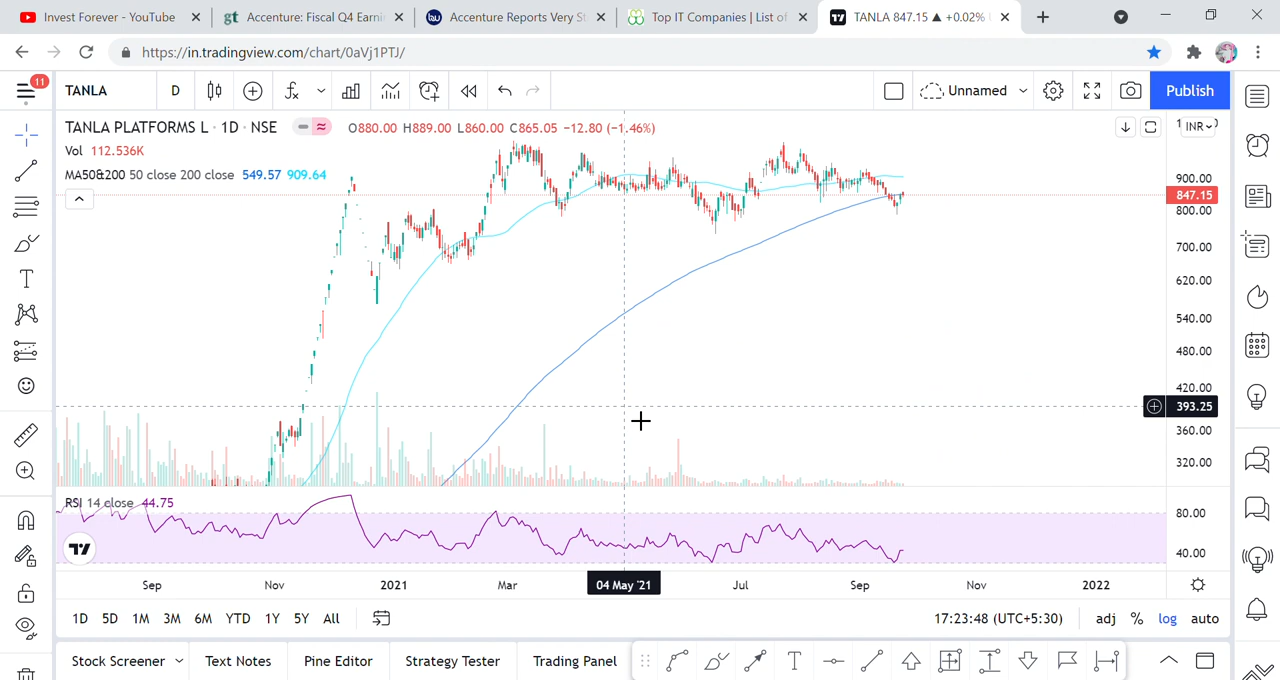 Invest Forever - YouTube
Accenture: Fiscal Q4 Earni
Accenture Reports Very St
Top IT Companies | List of
TANLA 847.15 ▲ +0.02%
https://in.tradingview.com/chart/0aVj1PTJ/
11
TANLA
D
Unnamed
Publish
TANLA PLATFORMS L · 1D · NSE
O880.00 H889.00 L860.00 C865.05 −12.80 (−1.46%)
INR
Vol 112.536K
MA50&200 50 close 200 close 549.57 909.64
900.00
847.15
800.00
700.00
620.00
540.00
480.00
420.00
393.25
360.00
320.00
RSI 14 close 44.75
80.00
40.00
Sep
Nov
2021
Mar
04 May '21
Jul
Sep
Nov
2022
1D 5D 1M 3M 6M YTD 1Y 5Y All
17:23:48 (UTC+5:30)
adj % log auto
Stock Screener
Text Notes
Pine Editor
Strategy Tester
Trading Panel